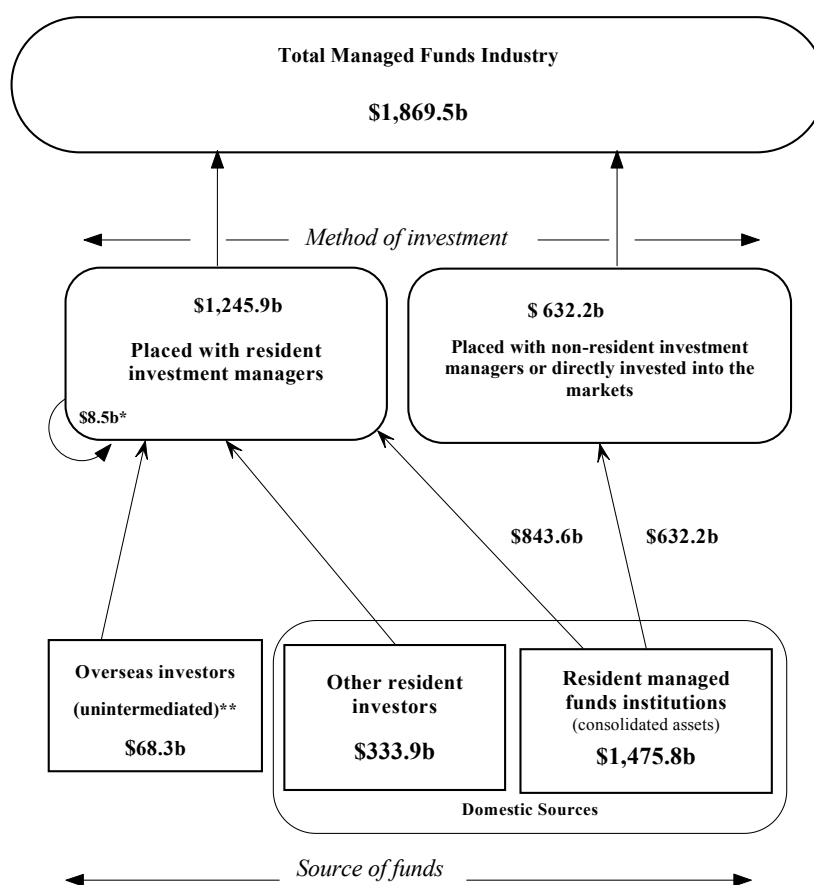 Total Managed Funds Industry
$1,869.5b
Method of investment
$1,245.9b
Placed with resident
investment managers
$8.5b*
$ 632.2b
Placed with non-resident investment
managers or directly invested into the
markets
$843.6b
$632.2b
Overseas investors
(unintermediated)**
$68.3b
Other resident
investors
$333.9b
Resident managed
funds institutions
(consolidated assets)
$1,475.8b
Domestic Sources
Source of funds